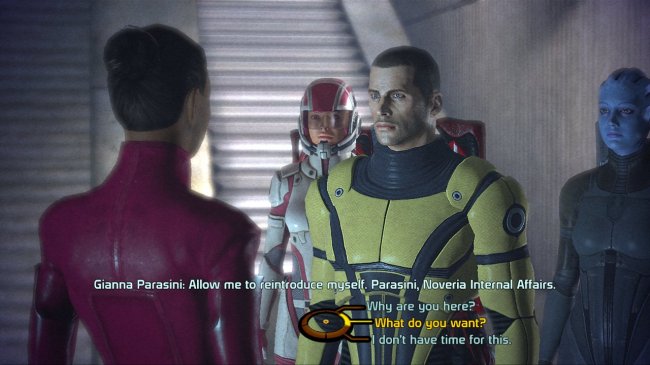 Gianna Parasini: Allow me to reintroduce myself. Parasini, Noveria Internal Affairs.
Why are you here?
What do you want?
I don't have time for this.